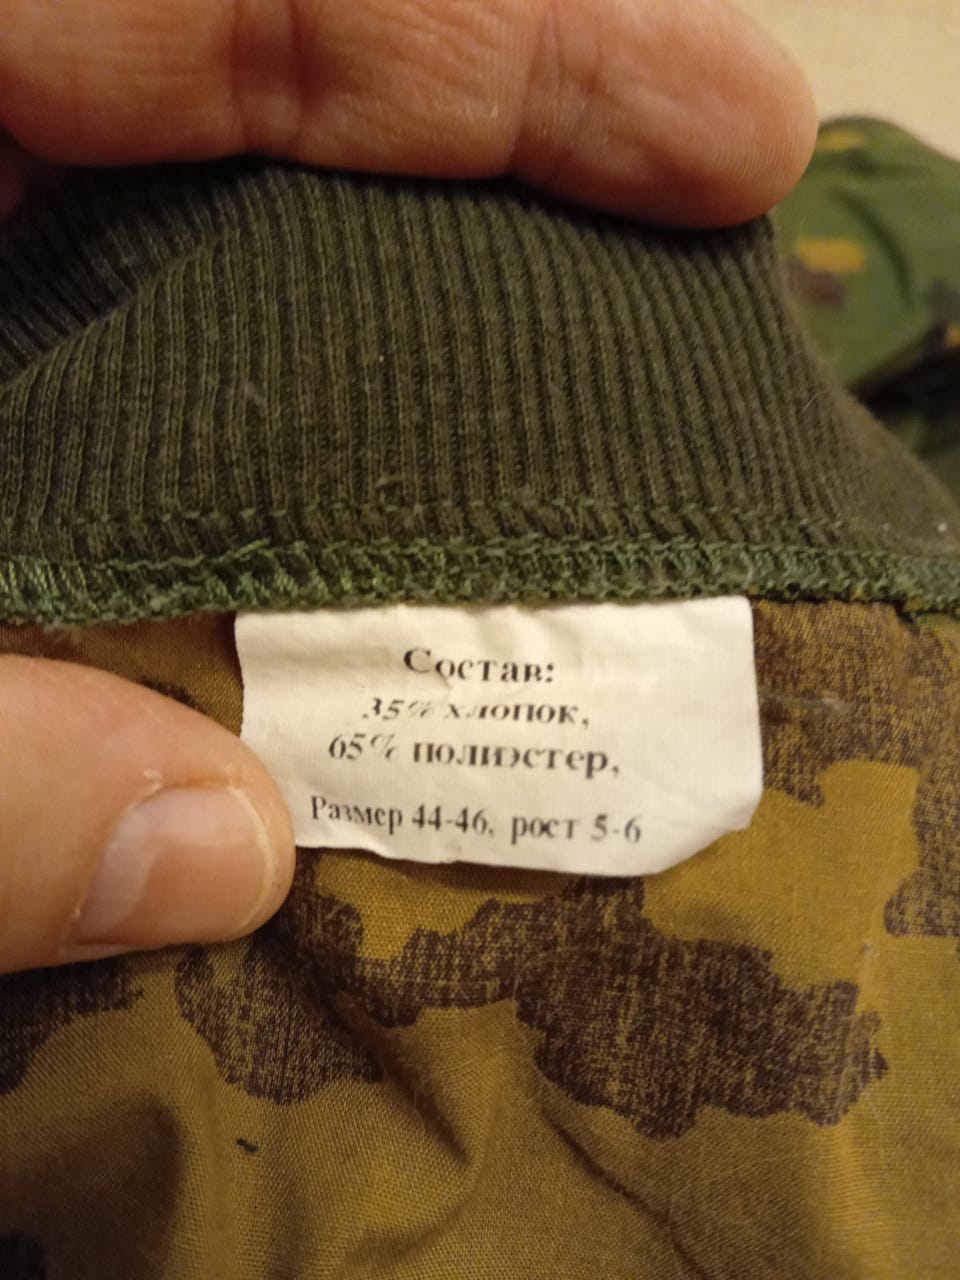 Состав:
35% хлопок,
65% полиэстер,
Размер 44-46, рост 5-6